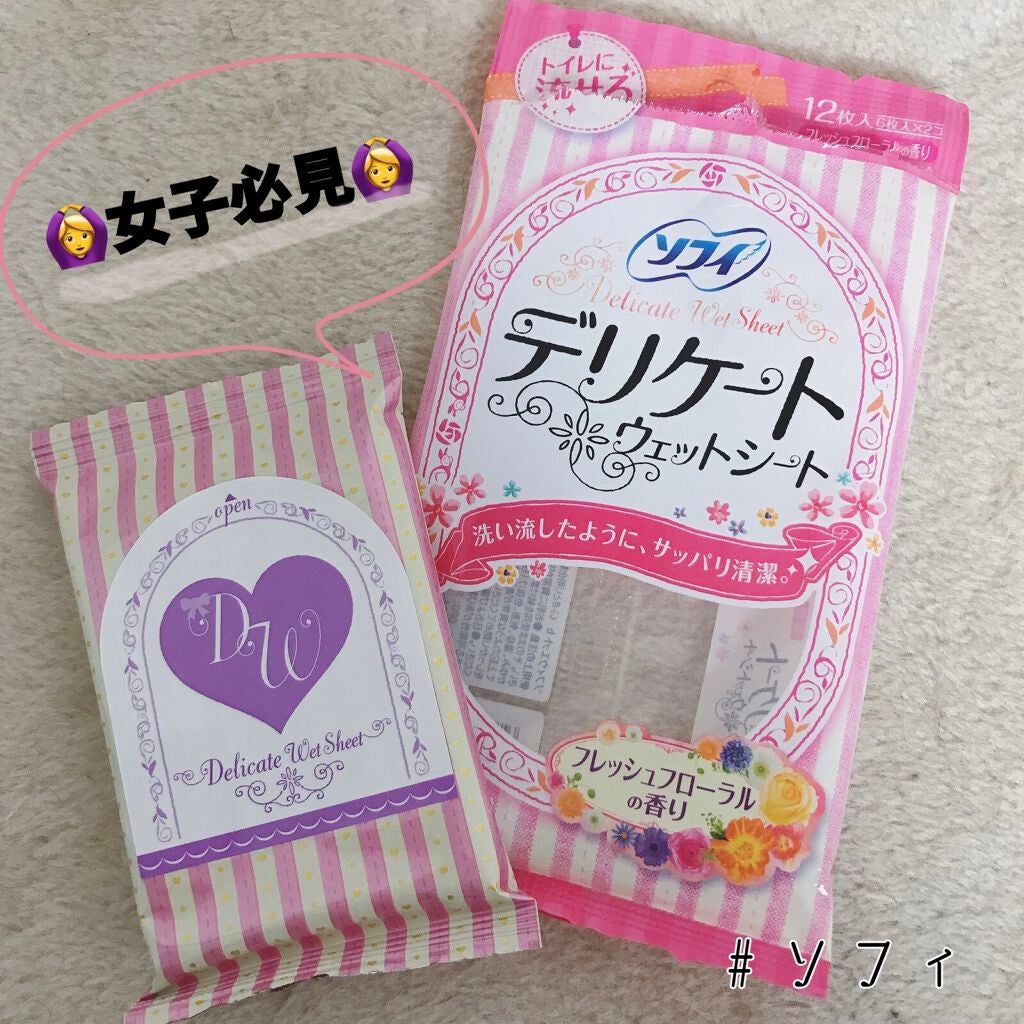 🙆女子必見🙆
トイレに
流せる
12枚入 6枚入×2コ
フレッシュフローラルの香り
ソフィ
Delicate Wet Sheet
デリケート
ウェットシート
洗い流したように、サッパリ清潔。
フレッシュフローラル
の香り
open
DW
Delicate Wet Sheet
#ソフィ